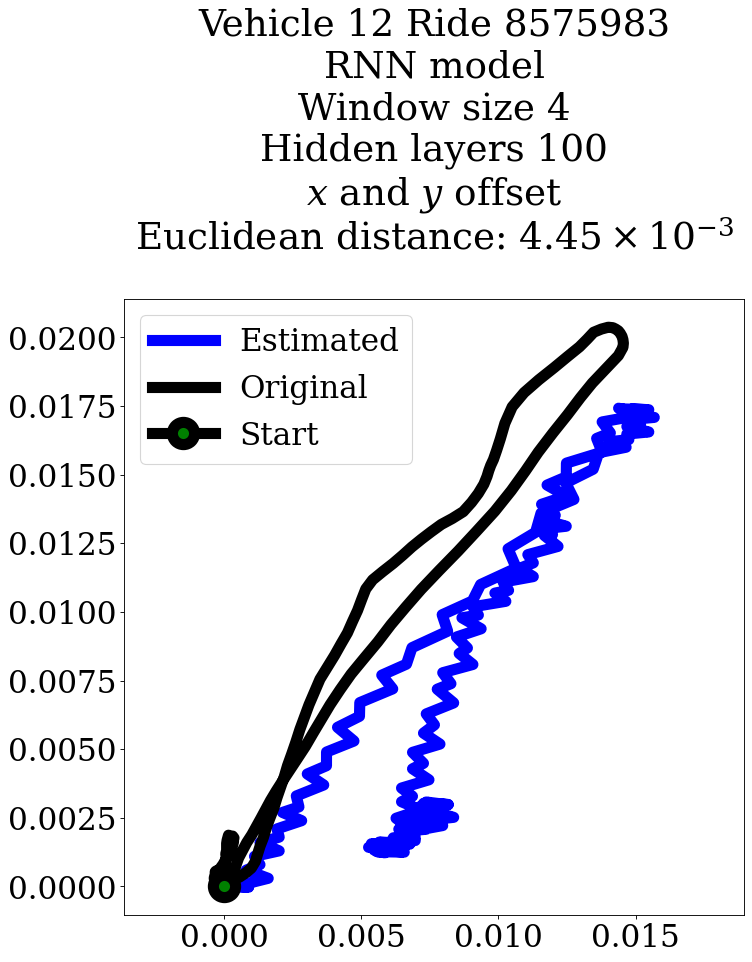 Vehicle 12 Ride 8575983
RNN model
Window size 4
Hidden layers 100
x and y offset
Euclidean distance: 4.45 × 10⁻³
Estimated
Original
Start
0.0200
0.0175
0.0150
0.0125
0.0100
0.0075
0.0050
0.0025
0.0000
0.000 0.005 0.010 0.015